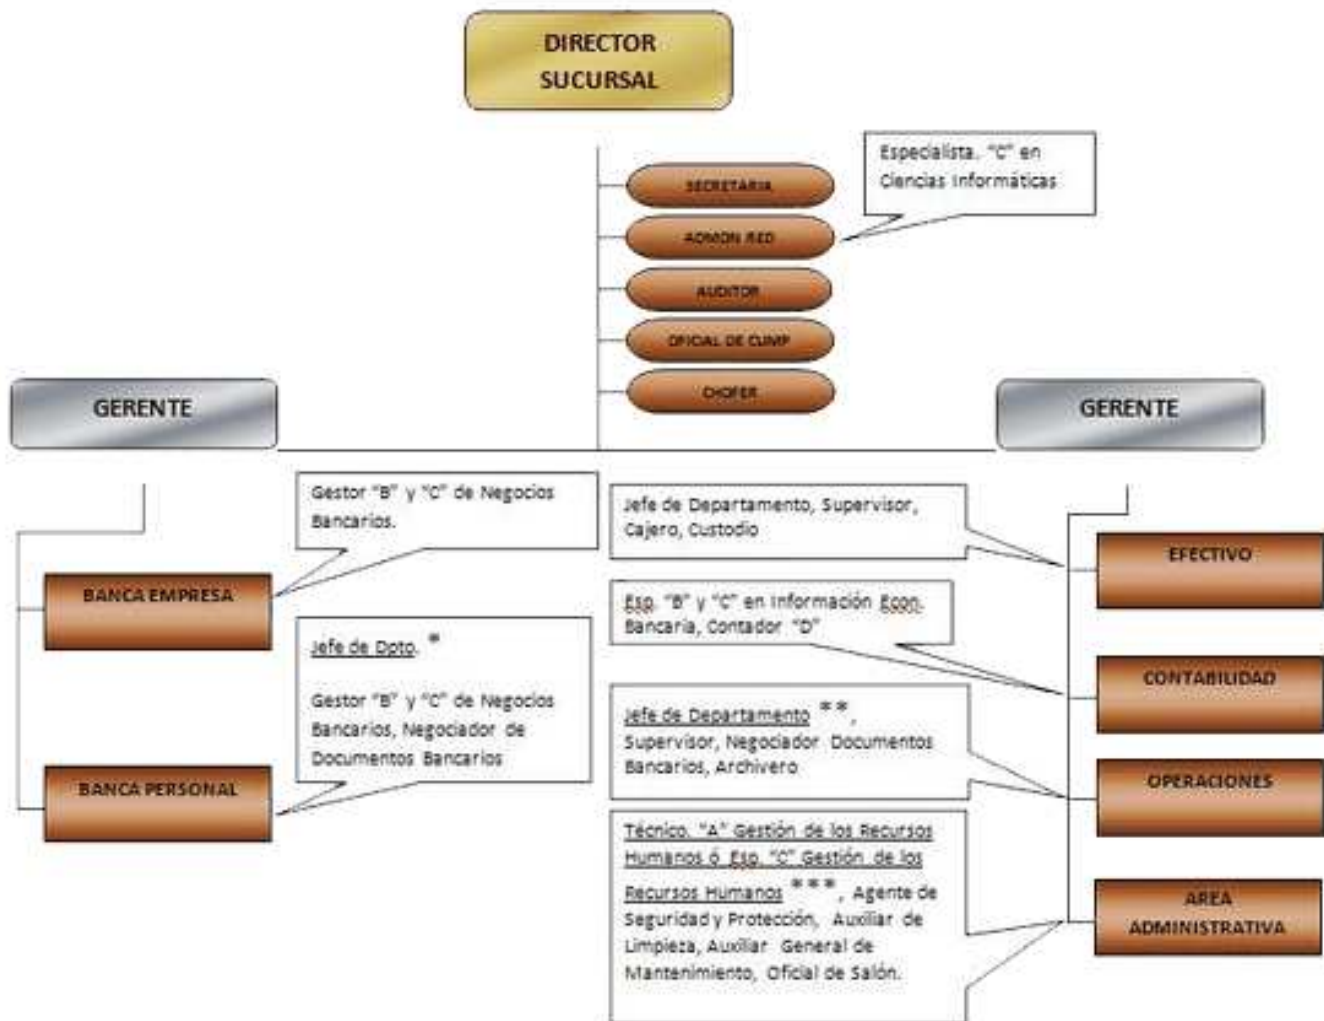 DIRECTOR
SUCURSAL
Especialista. "C" en
Ciencias Informáticas
SECRETARIA
ADMON RED
AUDITOR
OFICIAL DE CUMP
CHOFER
GERENTE
GERENTE
Gestor "B" y "C" de Negocios
Bancarios.
BANCA EMPRESA
Jefe de Dpto. *
Gestor "B" y "C" de Negocios
Bancarios, Negociador de
Documentos Bancarios
BANCA PERSONAL
Jefe de Departamento, Supervisor,
Cajero, Custodio
EFECTIVO
Esp. "B" y "C" en Información Econ.
Bancaria, Contador "D"
CONTABILIDAD
Jefe de Departamento **,
Supervisor, Negociador Documentos
Bancarios, Archivero
OPERACIONES
Técnico. "A" Gestión de los Recursos
Humanos ó Esp. "C" Gestión de los
Recursos Humanos ***, Agente de
Seguridad y Protección, Auxiliar de
Limpieza, Auxiliar General de
Mantenimiento, Oficial de Salón.
AREA
ADMINISTRATIVA